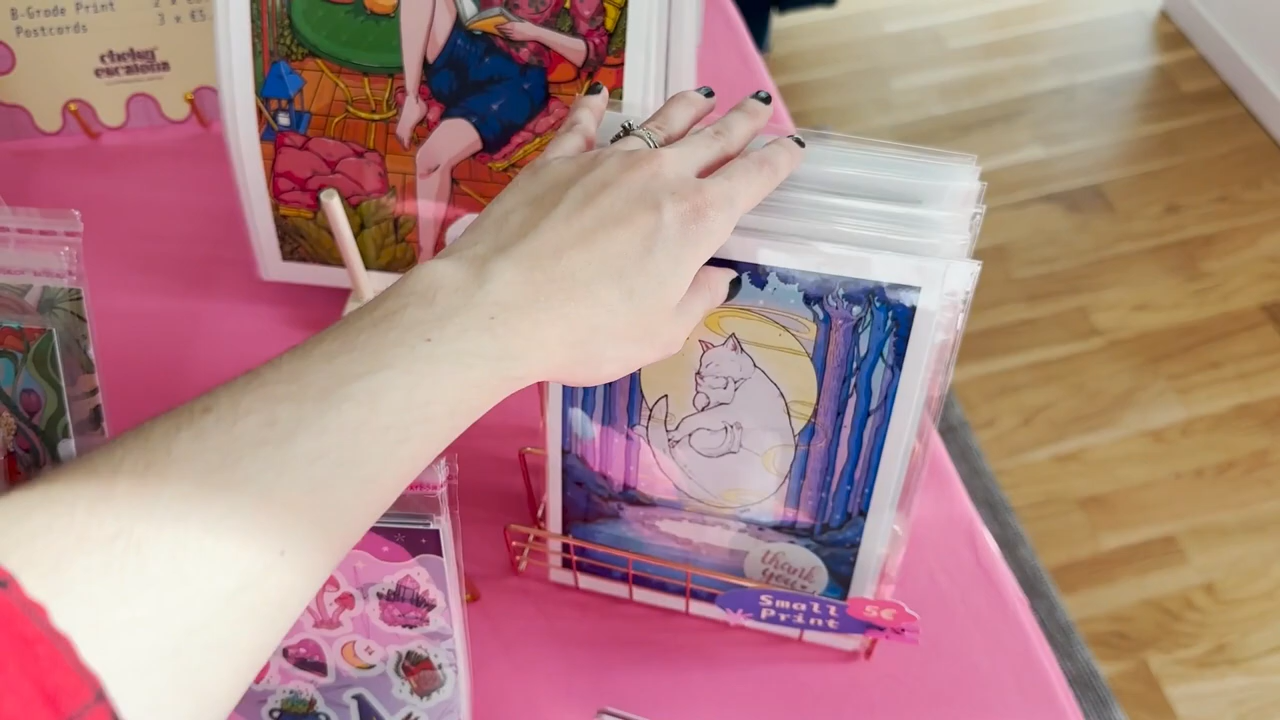 B-Grade Print
Postcards 3 x €5
chelsy
escalona
thank
you
Small
Print
5€